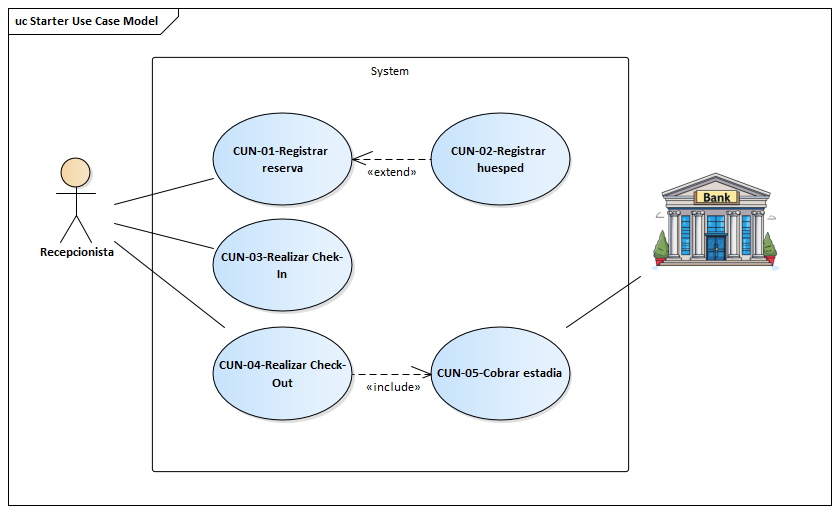 uc Starter Use Case Model
System
CUN-01-Registrar
reserva
CUN-02-Registrar
huesped
«extend»
Bank
Recepcionista
CUN-03-Realizar Chek-
In
CUN-04-Realizar Check-
Out
CUN-05-Cobrar estadia
«include»